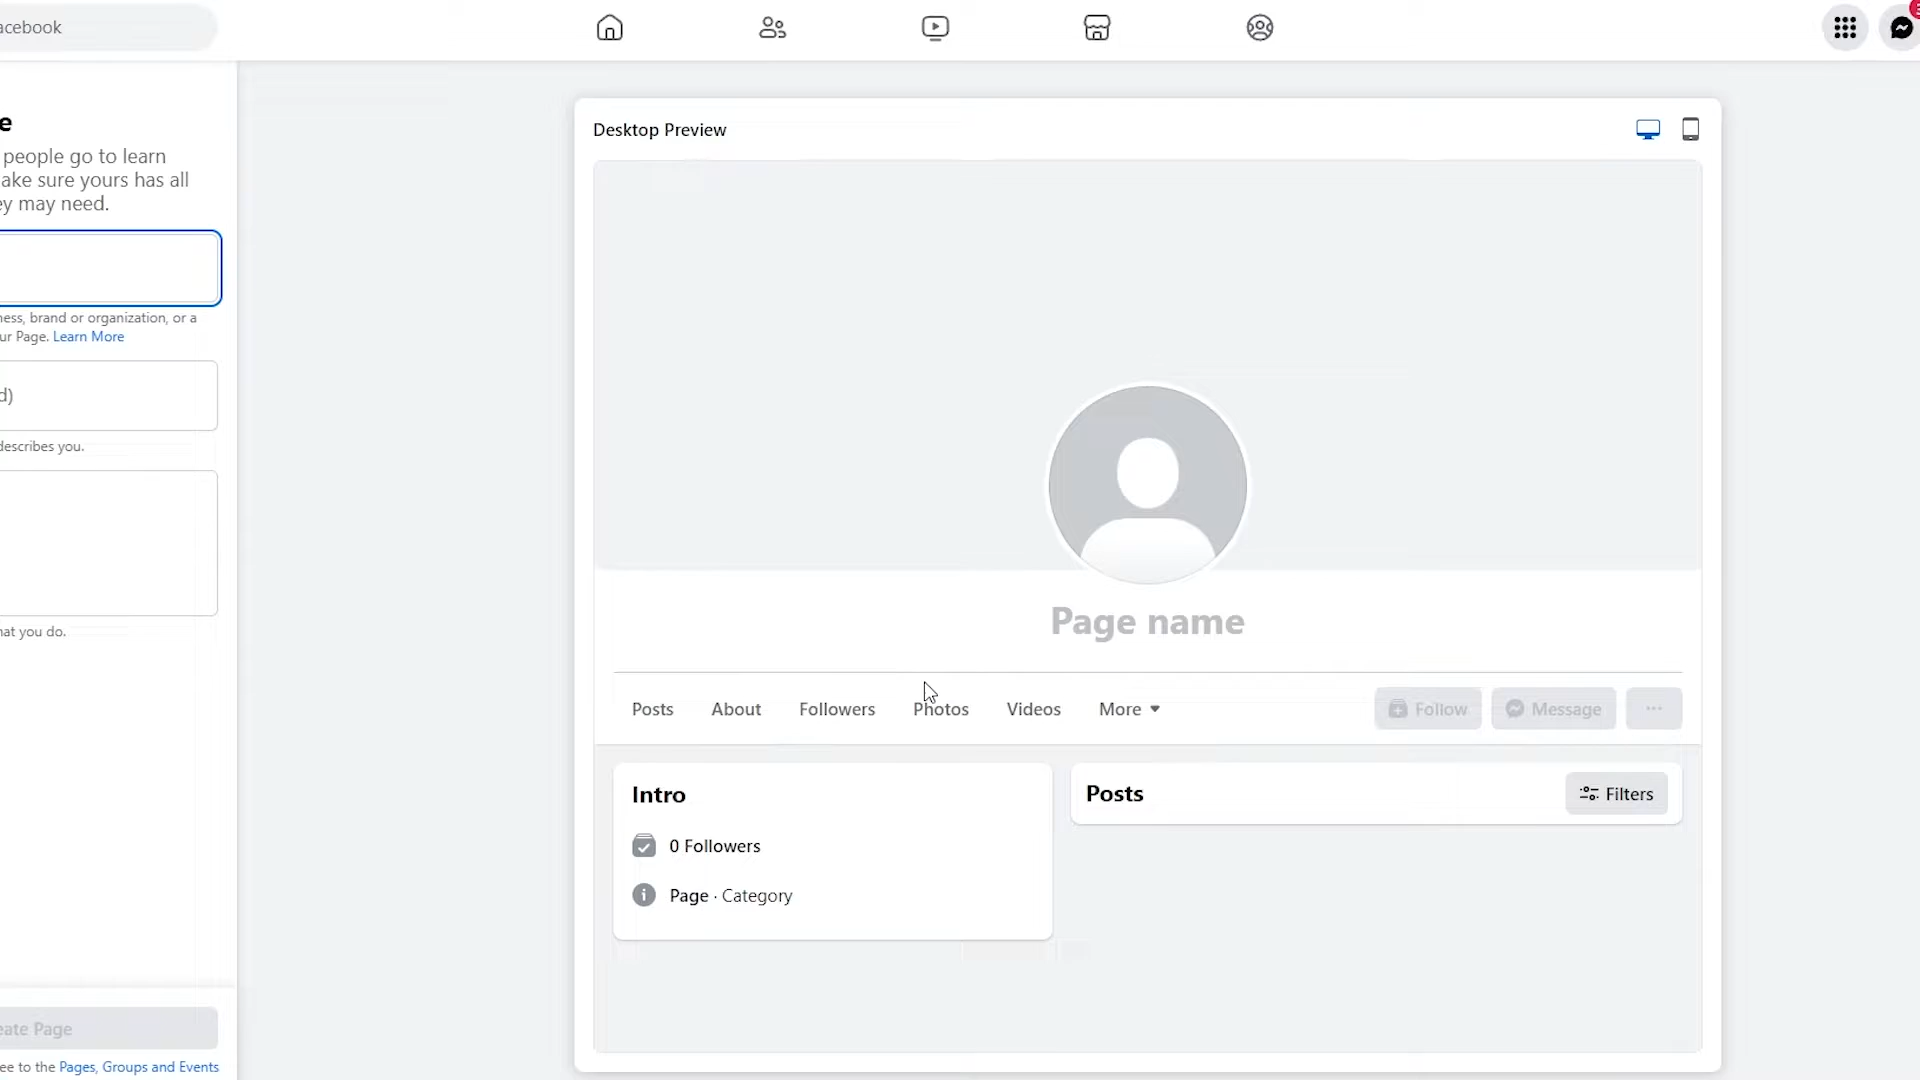 acebook
e
people go to learn
ake sure yours has all
ey may need.
ness, brand or organization, or a
ur Page. Learn More
d)
describes you.
hat you do.
eate Page
ee to the Pages, Groups and Events
Desktop Preview
Page name
Posts About Followers Photos Videos More
Follow Message ...
Intro
0 Followers
Page · Category
Posts
Filters